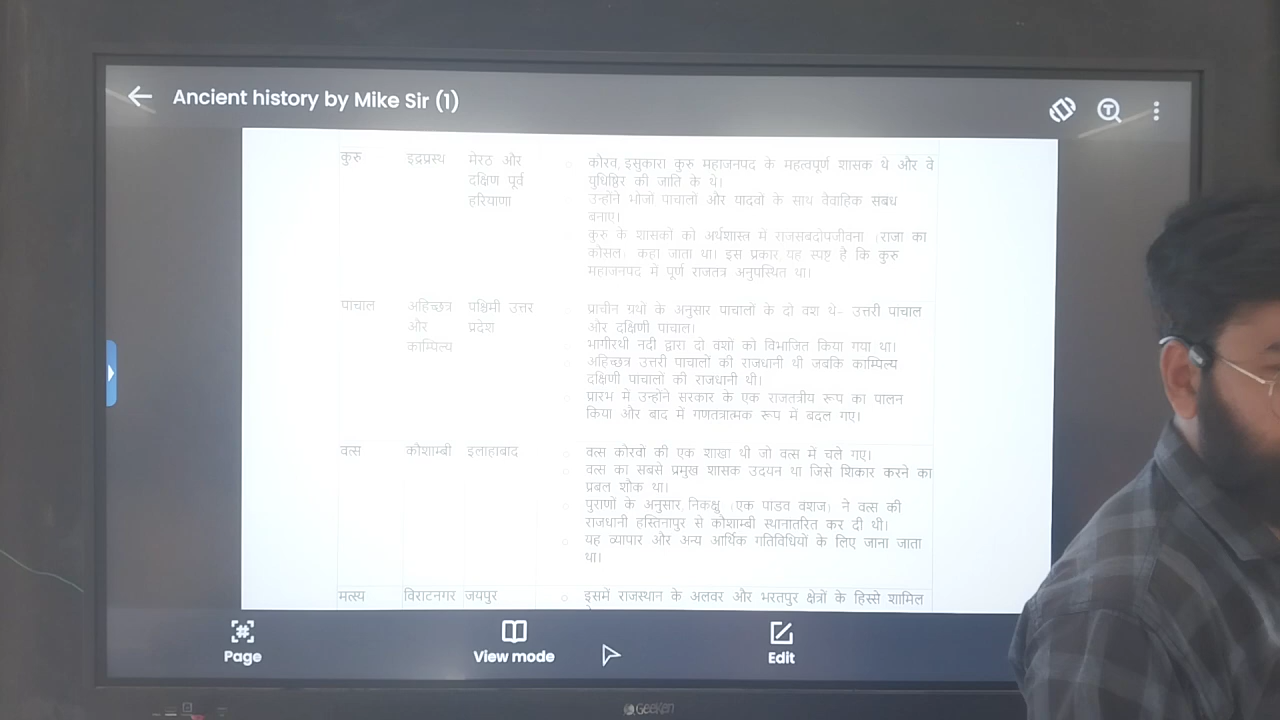 Ancient history by Mike Sir (1)
कुरु इंद्रप्रस्थ मेरठ और दक्षिण पूर्व हरियाणा
कौरव, इसुकारा कुरु महाजनपद के महत्वपूर्ण शासक थे और वे
युधिष्ठिर की जाति के थे।
उन्होंने भोजों पांचालों और यादवों के साथ वैवाहिक संबंध
बनाए।
कुरु के शासकों को अर्थशास्त्र में (राजा का
कौंसल) कहा जाता था। इस प्रकार यह स्पष्ट है कि कुरु
महाजनपद में पूर्ण राजतंत्र अनुपस्थित था।
पांचाल अहिच्छत्र और काम्पिल्य पश्चिमी उत्तर प्रदेश
प्राचीन ग्रंथों के अनुसार पांचालों के दो वंश थे- उत्तरी पांचाल
और दक्षिणी पांचाल।
भागीरथी नदी द्वारा दो वंशों को विभाजित किया गया था।
अहिच्छत्र उत्तरी पांचालों की राजधानी थी जबकि काम्पिल्य
दक्षिणी पांचालों की राजधानी थी।
प्रारंभ में उन्होंने सरकार के एक राजतंत्रीय रूप का पालन
किया और बाद में गणतंत्रात्मक रूप में बदल गए।
वत्स कौशाम्बी इलाहाबाद
वत्स कौरवों की एक शाखा थी जो वत्स में चले गए।
वत्स का सबसे प्रमुख शासक उदयन था जिसे शिकार करने का
प्रबल शौक था।
पुराणों के अनुसार, निकक्षु (एक पांडव वंशज) ने वत्स की
राजधानी हस्तिनापुर से कौशाम्बी स्थानांतरित कर दी थी।
यह व्यापार और अन्य आर्थिक गतिविधियों के लिए जाना जाता
था।
मत्स्य विराटनगर जयपुर
इसमें राजस्थान के अलवर और भरतपुर क्षेत्रों के हिस्से शामिल
Page View mode Edit
GeeKen